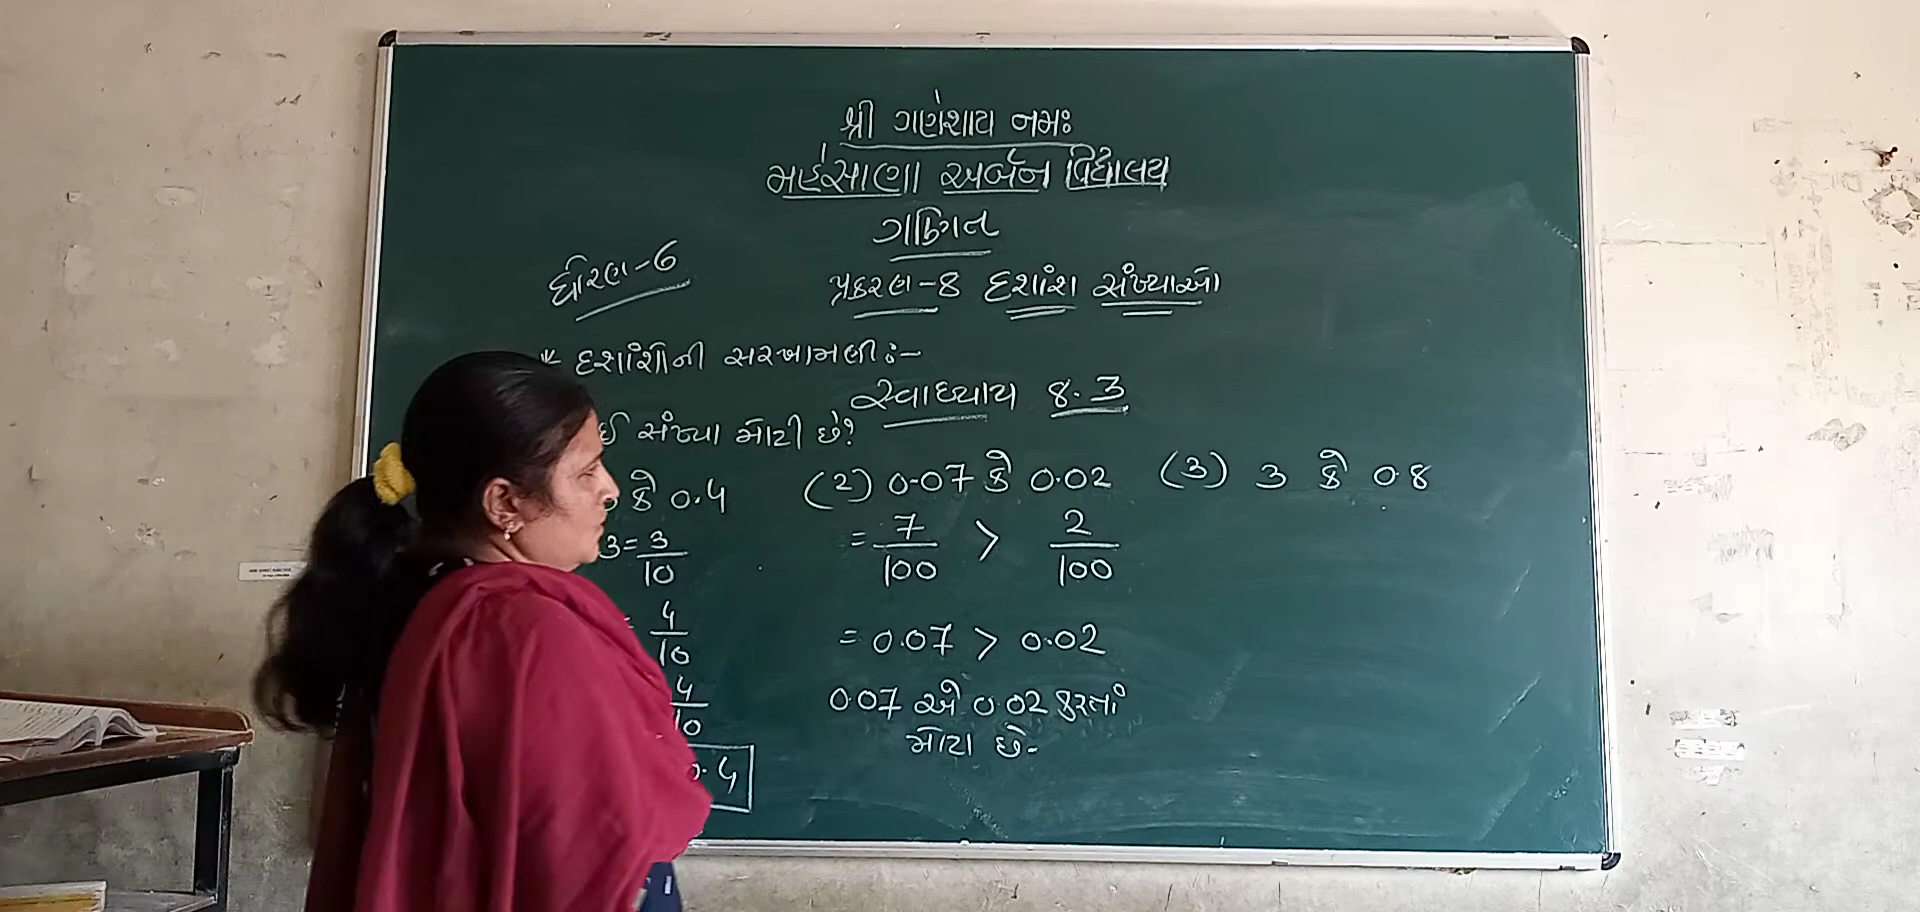 શ્રી ગણેશાય નમઃ
મહેસાણા અર્બન વિદ્યાલય
ગણિત
ધોરણ-6
પ્રકરણ-8 દશાંશ સંખ્યાઓ
* દશાંશોની સરખામણી :-
સ્વાધ્યાય 8.3
ઈ સંખ્યા મોટી છે?
કે 0.4 (2) 0.07 કે 0.02 (3) 3 કે 0.8
3 = 3/10 = 7/100 > 2/100
= 4/10 = 0.07 > 0.02
4/10 0.07 એ 0.02 કરતાં
મોટા છે.
0.4